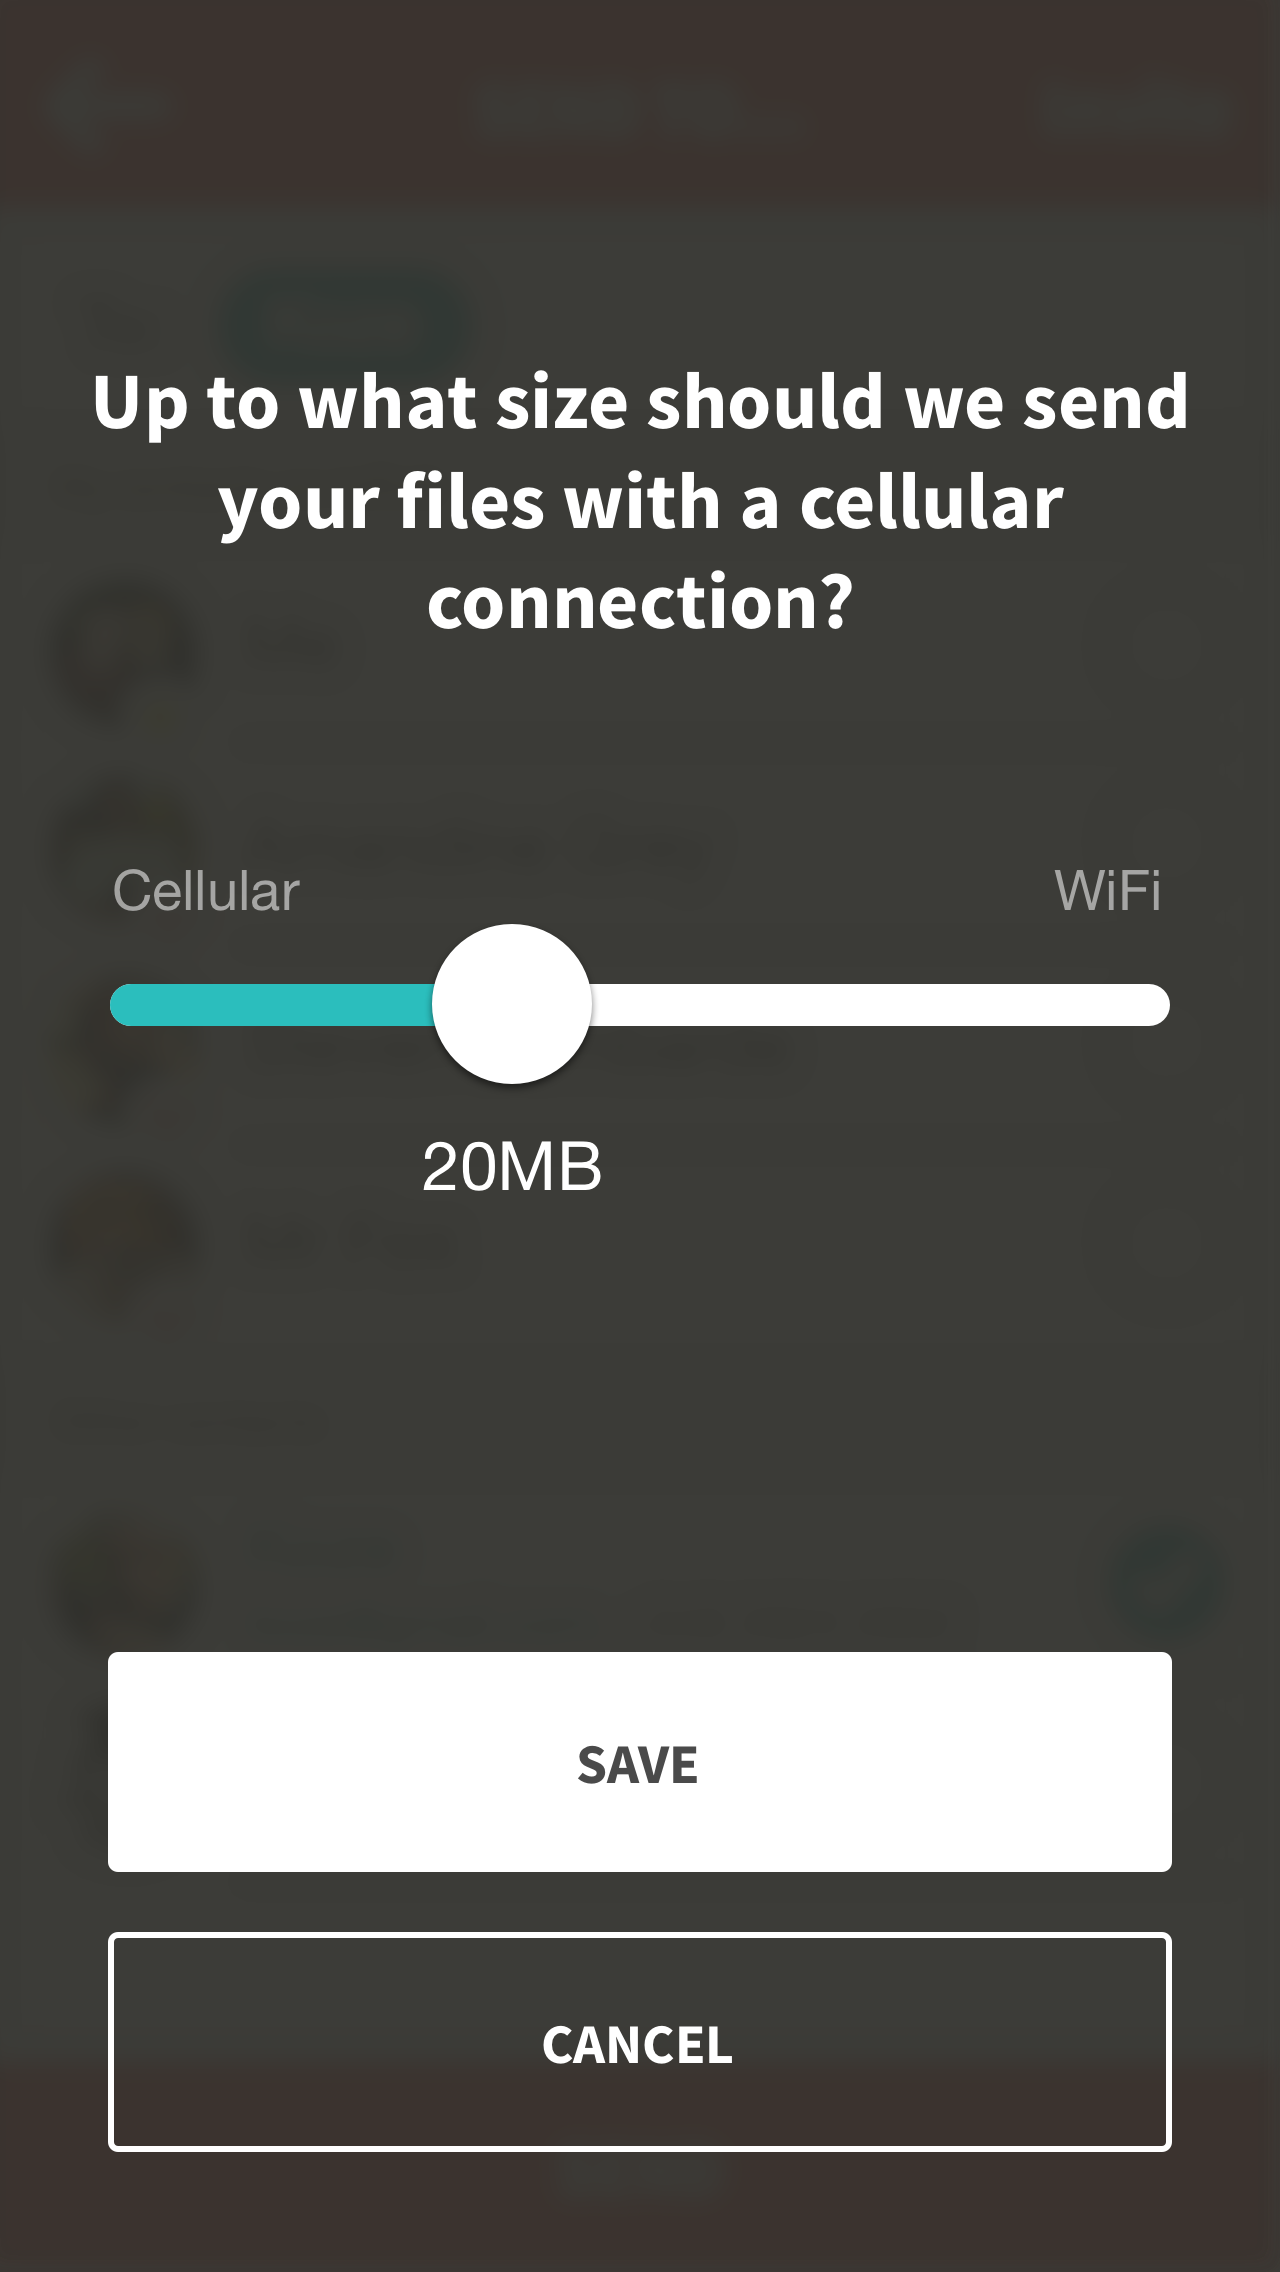 Up to what size should we send
your files with a cellular
connection?
Cellular
WiFi
20MB
SAVE
CANCEL